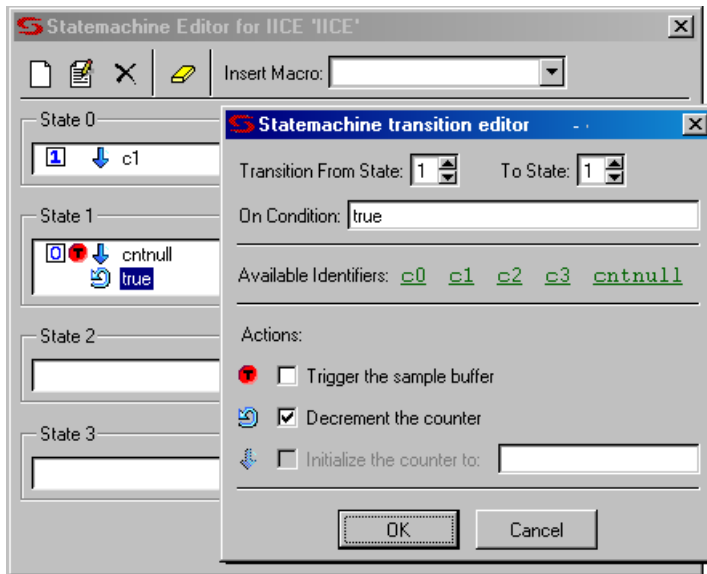 Statemachine Editor for IICE 'IICE'
Insert Macro:
State 0
1 c1
State 1
0 T cntnull
true
State 2
State 3
Statemachine transition editor
Transition From State: 1 To State: 1
On Condition: true
Available Identifiers: c0 c1 c2 c3 cntnull
Actions:
T Trigger the sample buffer
Decrement the counter
Initialize the counter to:
OK Cancel